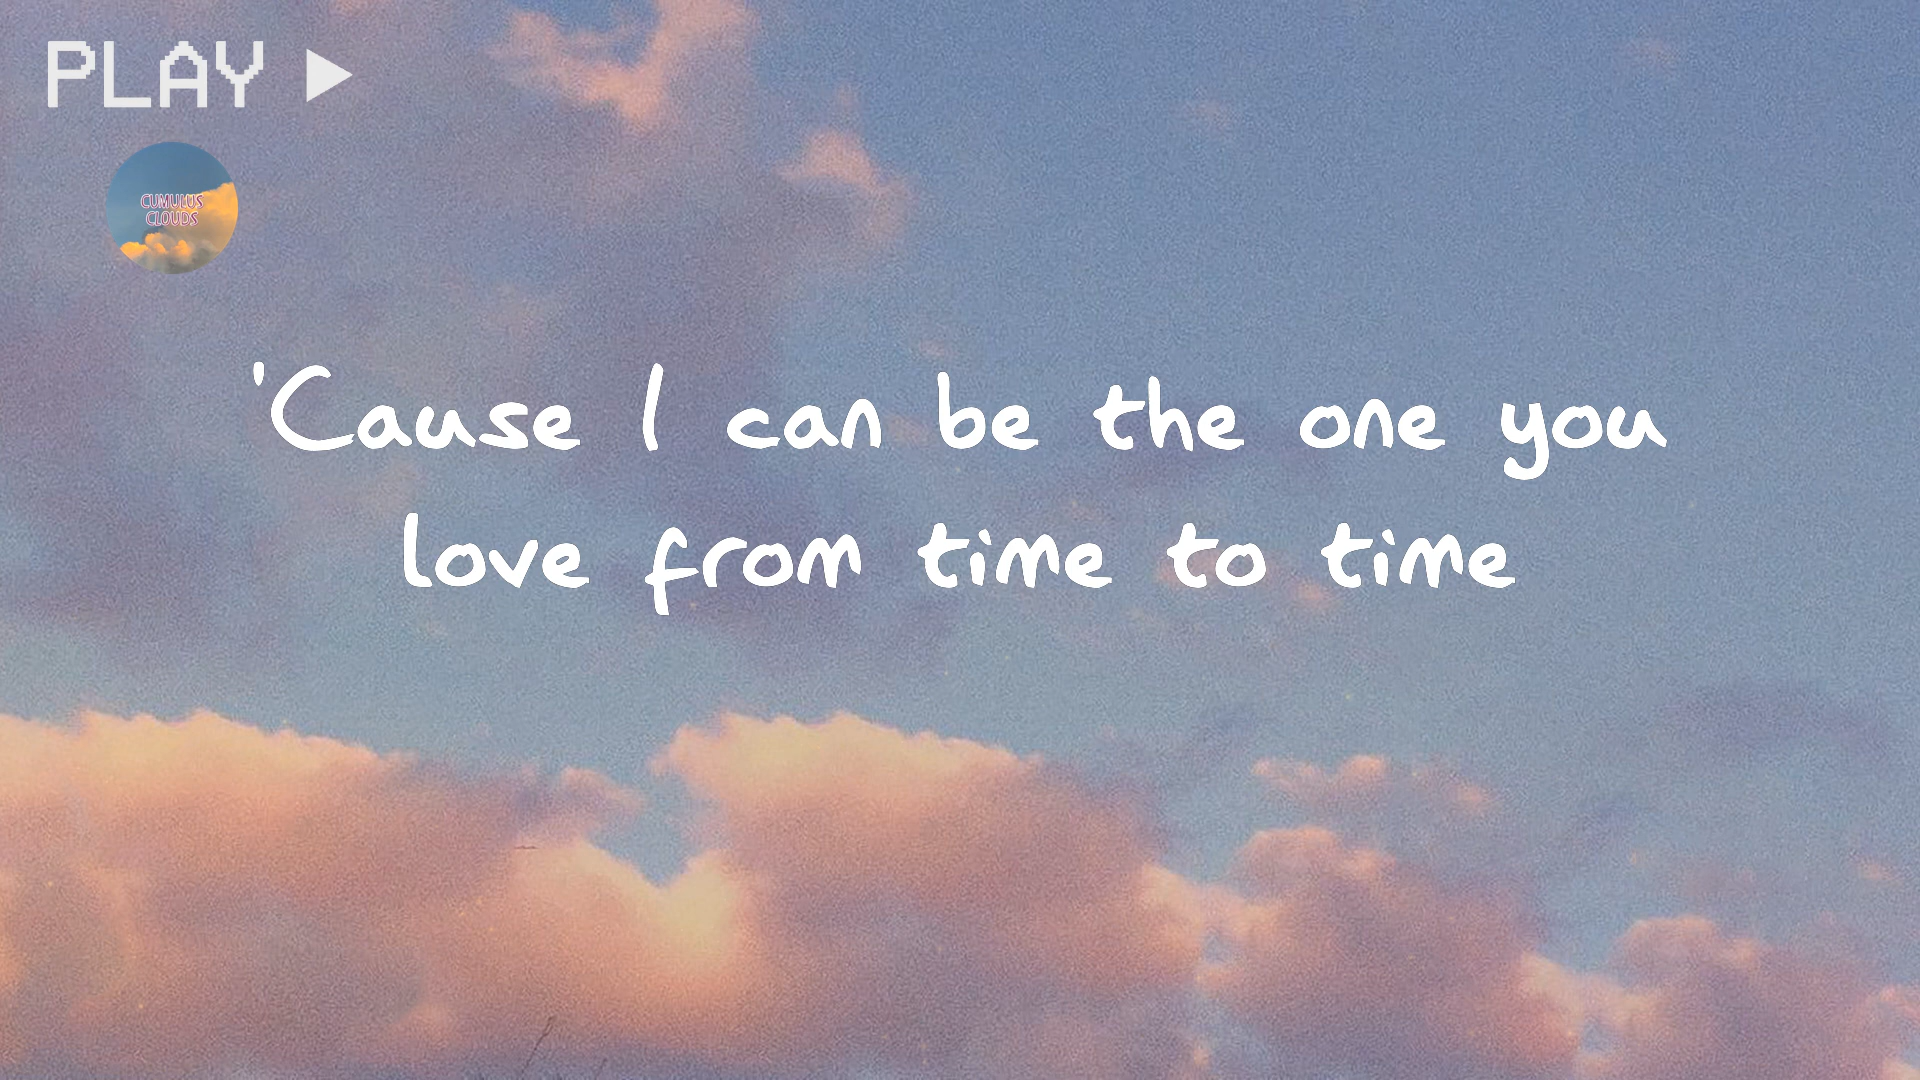 PLAY
CUMULUS
CLOUDS
'Cause I can be the one you
love from time to time